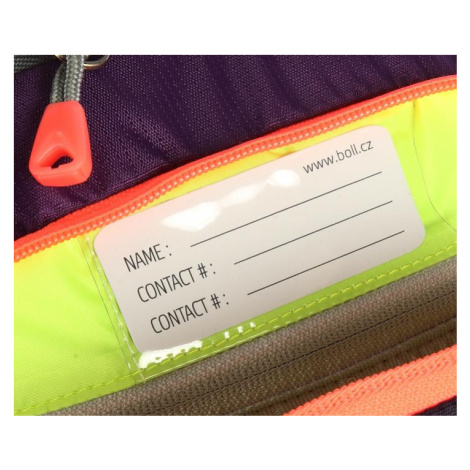 www.boll.cz
NAME :
CONTACT # :
CONTACT # :